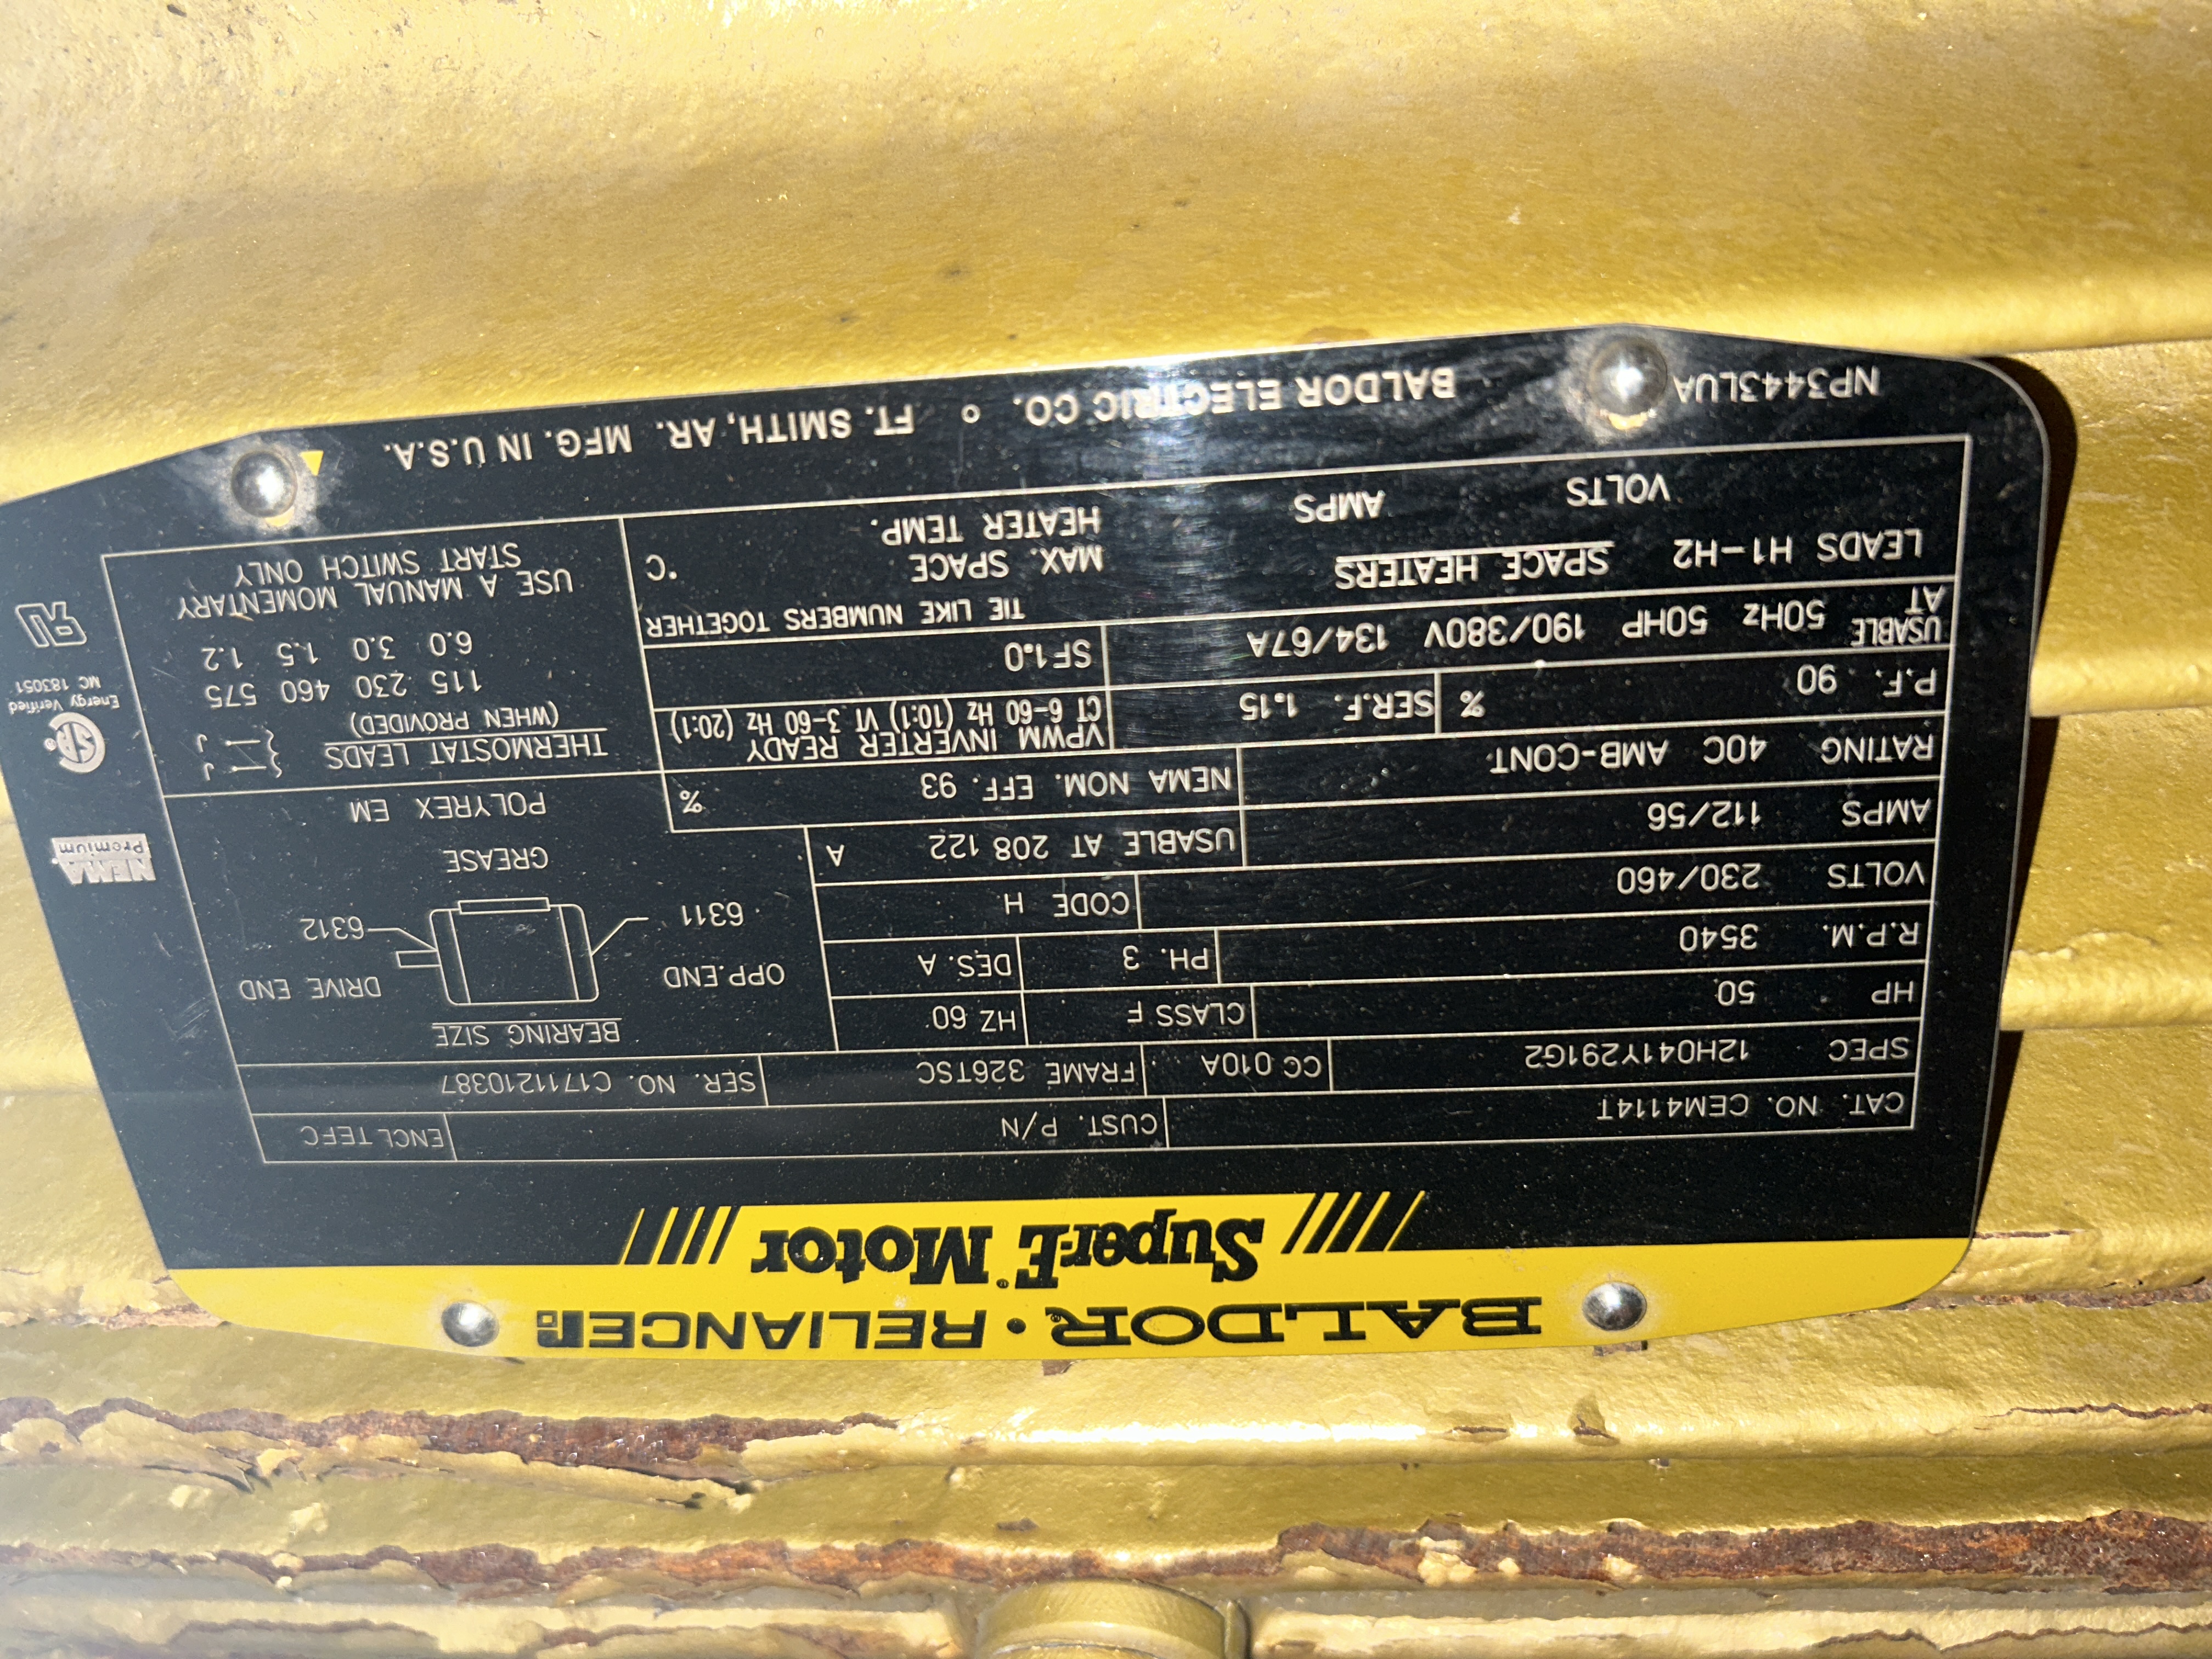 BALDOR · RELIANCE
Super-E® Motor
CAT. NO. CEM4114T CUST. P/N ENCL TEFC
SPEC 12H041Y291G2 CC 010A FRAME 326TSC SER. NO. C1711210387
HP 50 CLASS F HZ 60
R.P.M. 3540 PH. 3 DES. A
VOLTS 230/460 CODE H
AMPS 112/56 USABLE AT 208 122 A
RATING 40C AMB-CONT NEMA NOM. EFF. 93 %
P.F. 90 % SER.F. 1.15 VPWM INVERTER READY
CT 6-60 HZ (10:1) VT 3-60 HZ (20:1)
USABLE AT 50HZ 50HP 190/380V 134/67A SF1.0
TIE LIKE NUMBERS TOGETHER
LEADS H1-H2 SPACE HEATERS MAX. SPACE
VOLTS AMPS HEATER TEMP. °C
BEARING SIZE
OPP.END DRIVE END
6311 6312
GREASE
POLYREX EM
THERMOSTAT LEADS J J
(WHEN PROVIDED)
115 230 460 575
6.0 3.0 1.5 1.2
USE A MANUAL MOMENTARY
START SWITCH ONLY
NP3443LUA BALDOR ELECTRIC CO. FT. SMITH, AR. MFG. IN U.S.A.
NEMA
Premium
SA®
Energy Verified
MC 183051